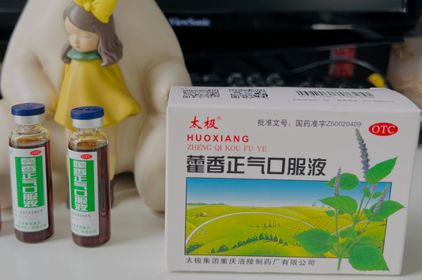 ViewSonic
太极®
批准文号：国药准字Z50020409
OTC
HUOXIANG
ZHENG QI KOU FU YE
藿香正气口服液
太极集团重庆涪陵制药厂有限公司
藿香正气口服液
藿香正气口服液